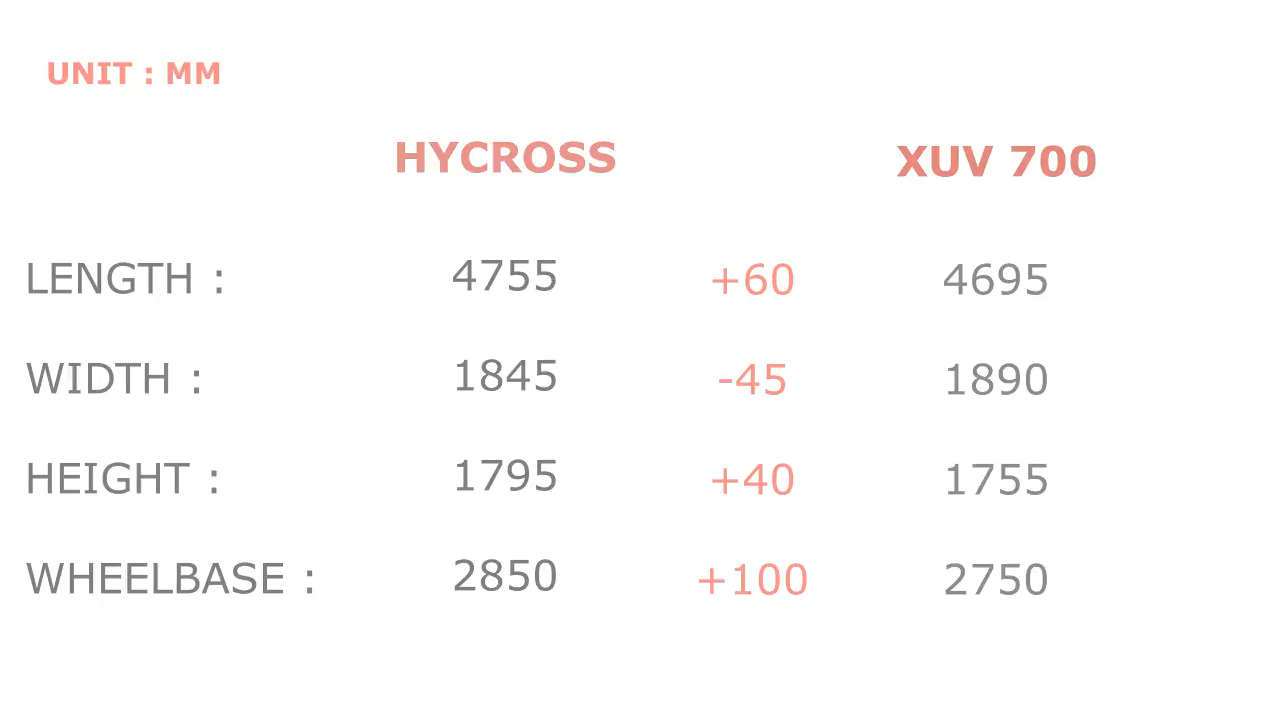 UNIT : MM
HYCROSS XUV 700
LENGTH : 4755 +60 4695
WIDTH : 1845 -45 1890
HEIGHT : 1795 +40 1755
WHEELBASE : 2850 +100 2750